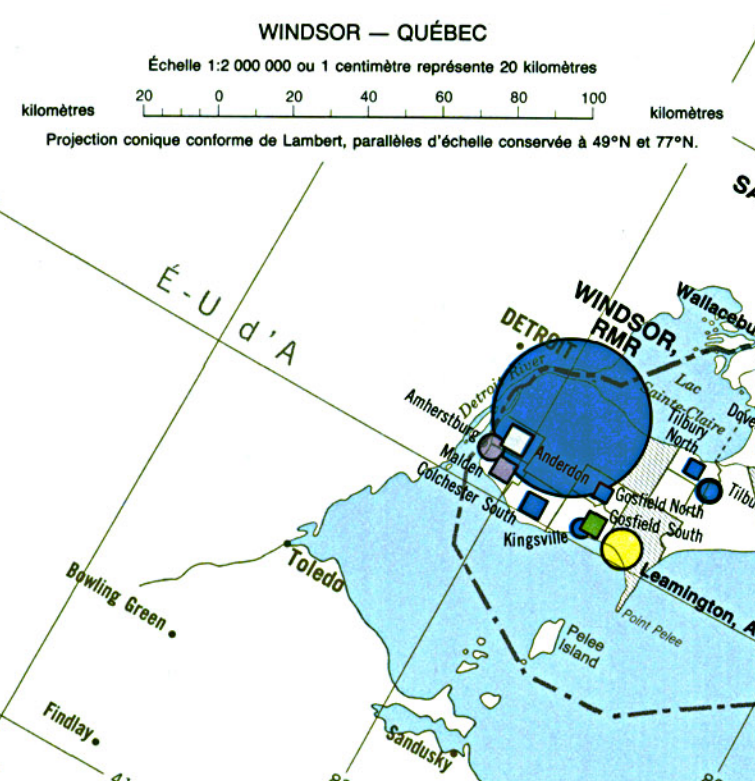 WINDSOR — QUÉBEC
Échelle 1:2 000 000 ou 1 centimètre représente 20 kilomètres
kilomètres 20 0 20 40 60 80 100 kilomètres
Projection conique conforme de Lambert, parallèles d'échelle conservée à 49°N et 77°N.
É-U d'A
Wallacebu
WINDSOR,
RMR
DETROIT
Detroit River
Lac
Sainte-Claire
Dove
Tilbury
North
Tilbu
Amherstburg
Malden
Anderdon
Colchester South
Gosfield North
Gosfield South
Kingsville
Leamington, A
Point Pelee
Pelee
Island
Toledo
Bowling Green
Findlay
Sandusky